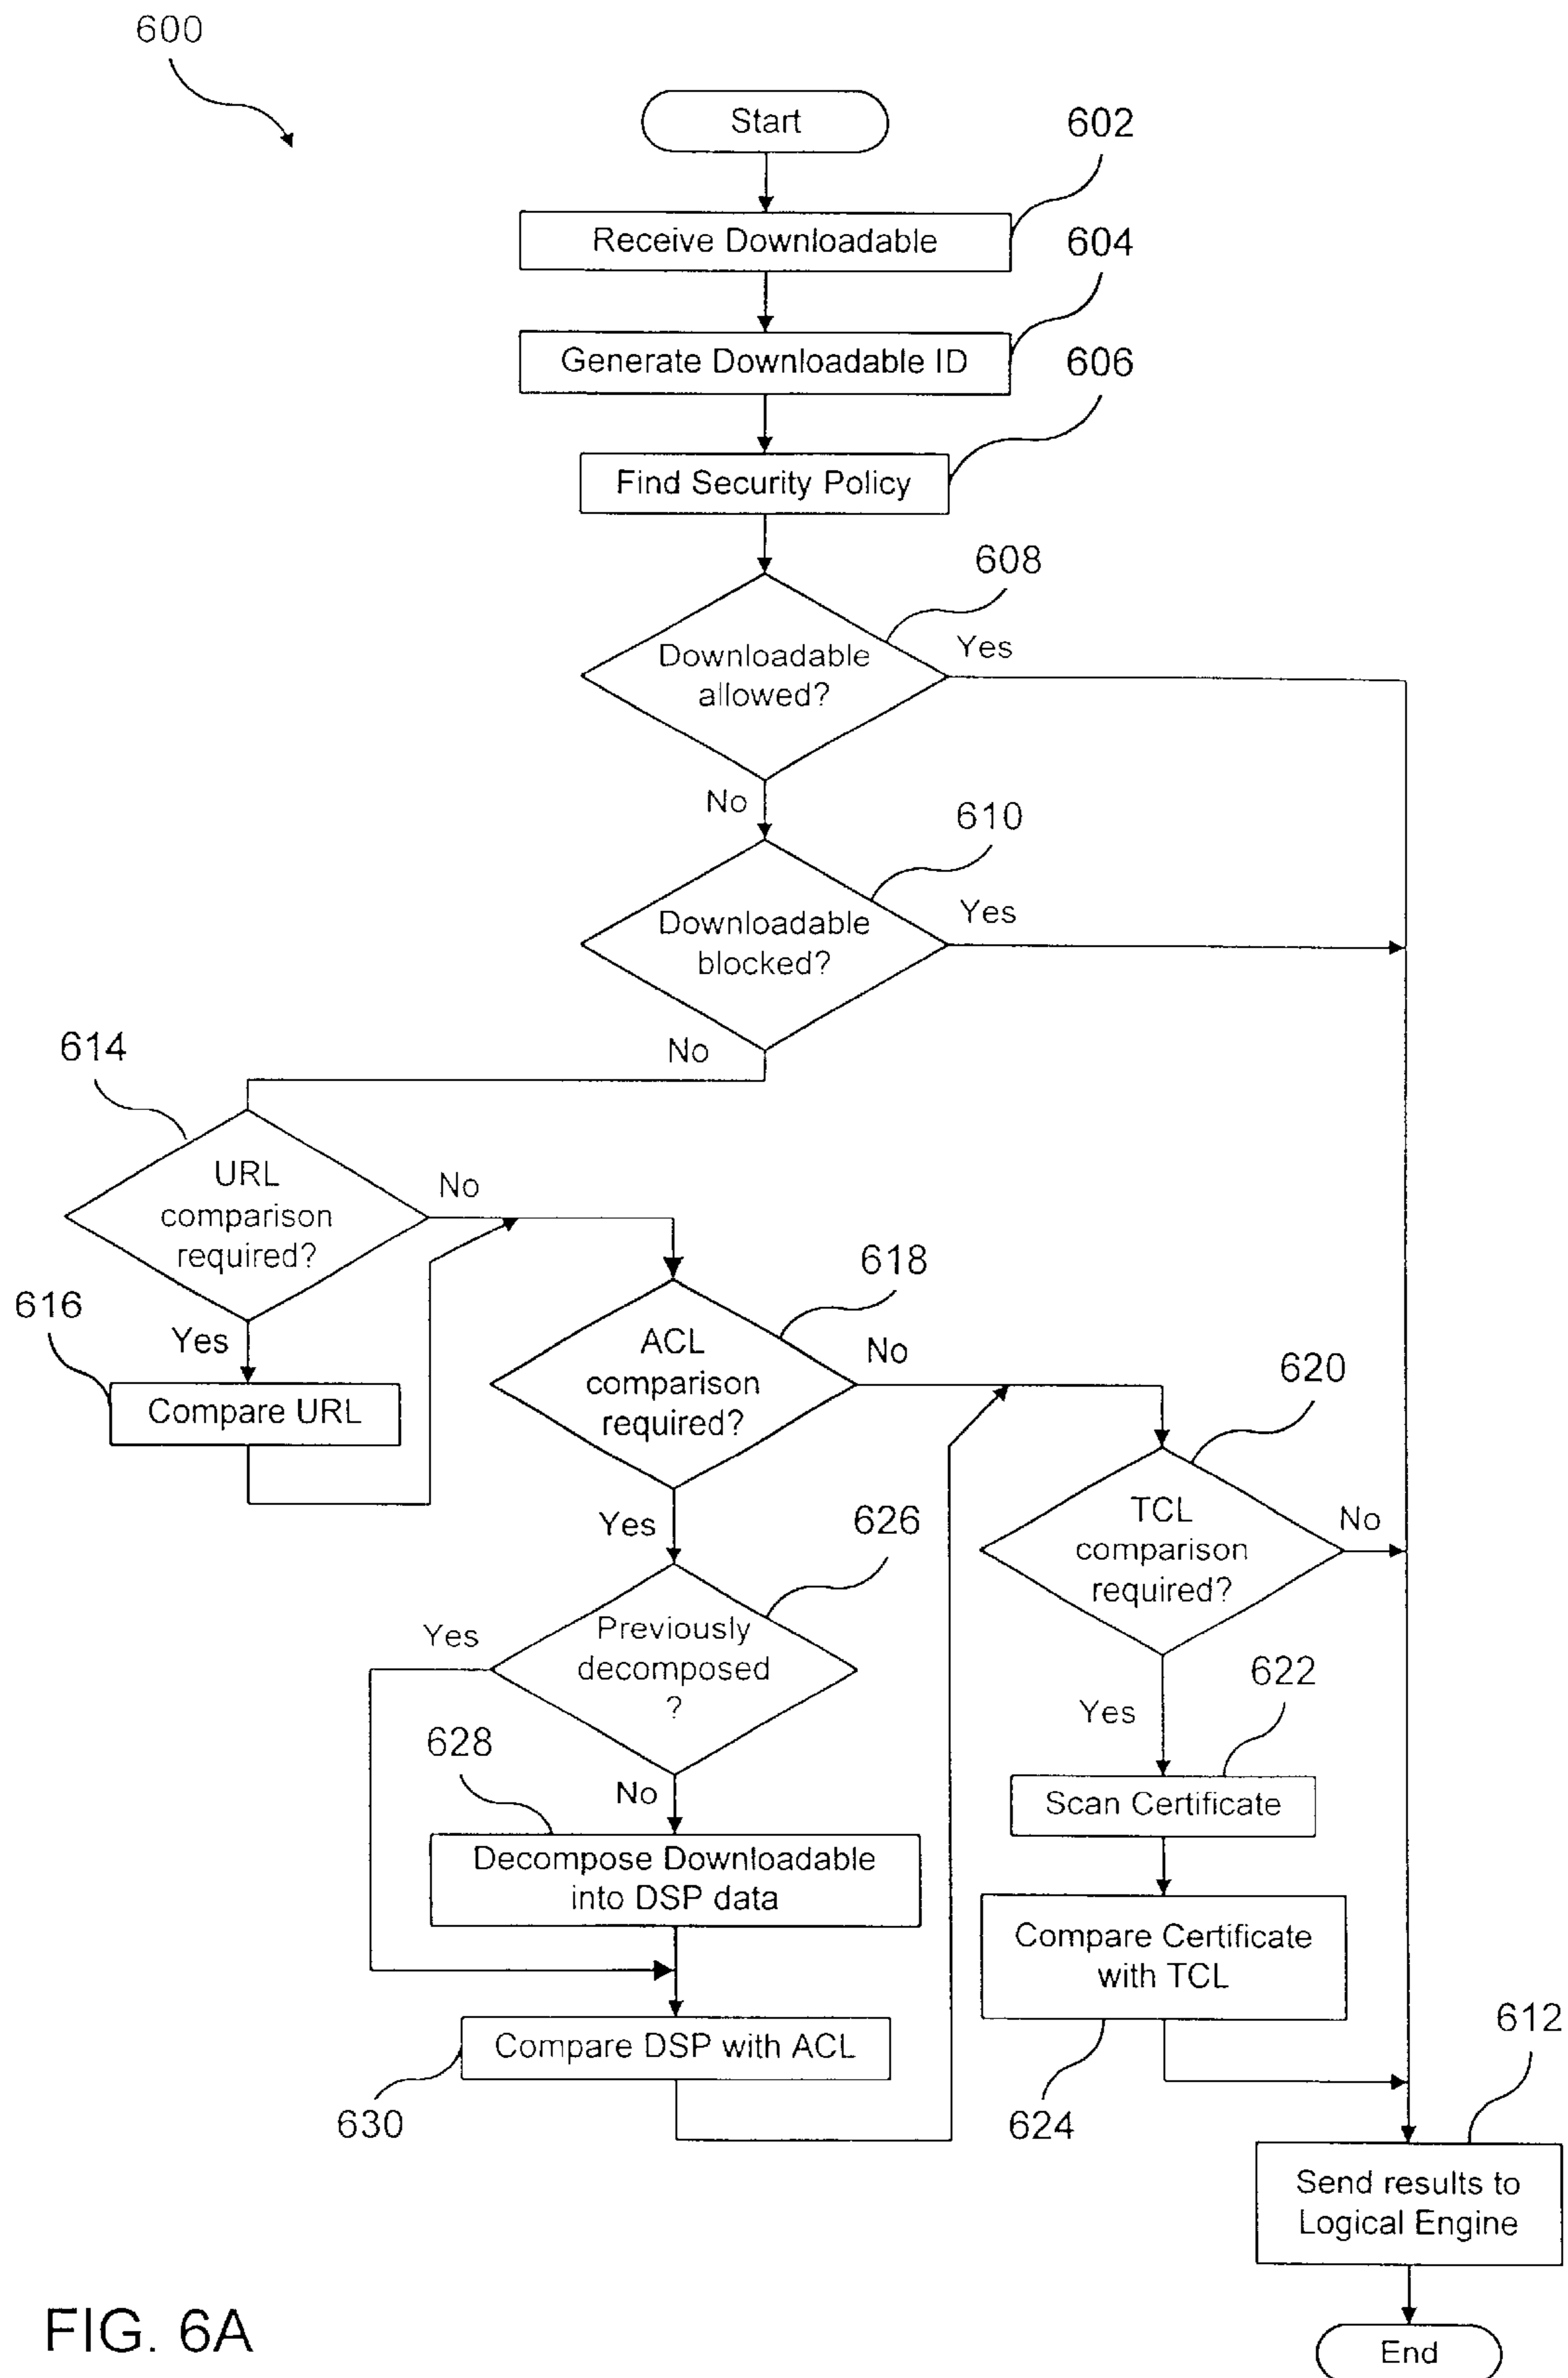 600
Start
602
Receive Downloadable
604
Generate Downloadable ID
606
Find Security Policy
608
Downloadable
allowed?
Yes
No
610
Downloadable
blocked?
Yes
No
614
URL
comparison
required?
No
Yes
616
Compare URL
618
ACL
comparison
required?
No
Yes
620
TCL
comparison
required?
No
Yes
626
Previously
decomposed
?
Yes
No
622
Scan Certificate
628
Decompose Downloadable
into DSP data
Compare Certificate
with TCL
624
Compare DSP with ACL
630
612
Send results to
Logical Engine
End
FIG. 6A